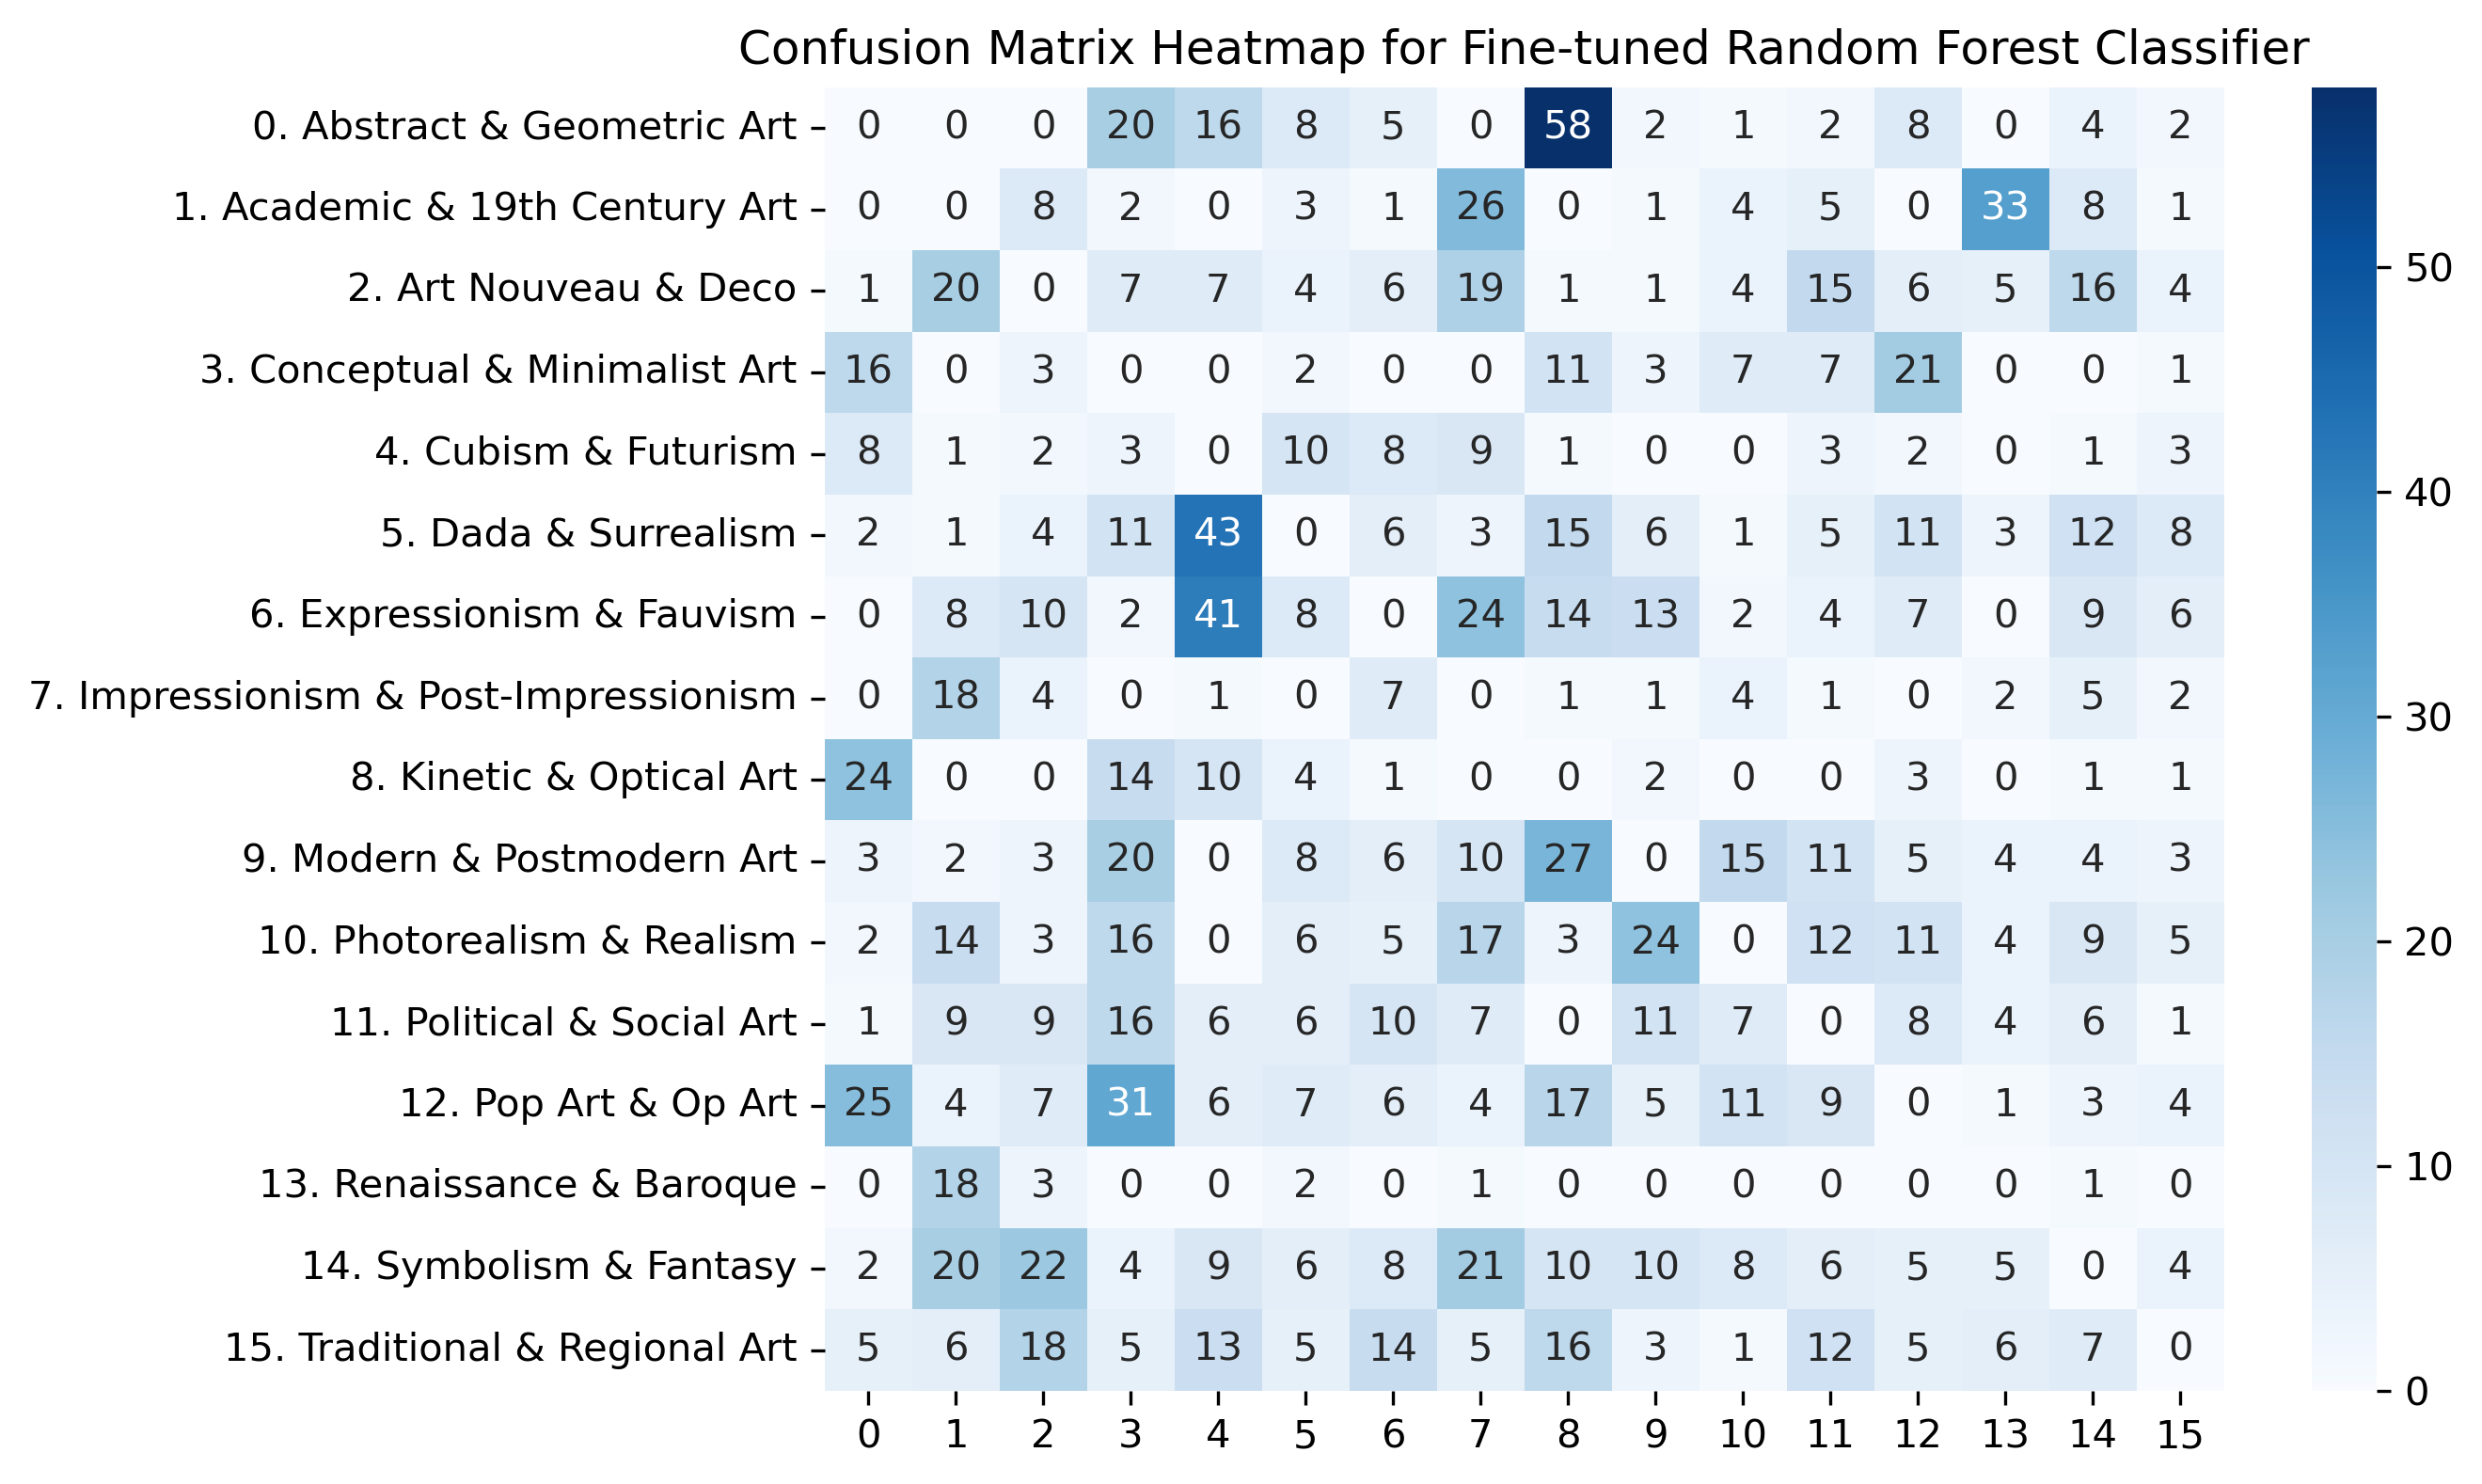 Confusion Matrix Heatmap for Fine-tuned Random Forest Classifier
0. Abstract & Geometric Art 0 0 0 20 16 8 5 0 58 2 1 2 8 0 4 2
1. Academic & 19th Century Art 0 0 8 2 0 3 1 26 0 1 4 5 0 33 8 1
2. Art Nouveau & Deco 1 20 0 7 7 4 6 19 1 1 4 15 6 5 16 4
3. Conceptual & Minimalist Art 16 0 3 0 0 2 0 0 11 3 7 7 21 0 0 1
4. Cubism & Futurism 8 1 2 3 0 10 8 9 1 0 0 3 2 0 1 3
5. Dada & Surrealism 2 1 4 11 43 0 6 3 15 6 1 5 11 3 12 8
6. Expressionism & Fauvism 0 8 10 2 41 8 0 24 14 13 2 4 7 0 9 6
7. Impressionism & Post-Impressionism 0 18 4 0 1 0 7 0 1 1 4 1 0 2 5 2
8. Kinetic & Optical Art 24 0 0 14 10 4 1 0 0 2 0 0 3 0 1 1
9. Modern & Postmodern Art 3 2 3 20 0 8 6 10 27 0 15 11 5 4 4 3
10. Photorealism & Realism 2 14 3 16 0 6 5 17 3 24 0 12 11 4 9 5
11. Political & Social Art 1 9 9 16 6 6 10 7 0 11 7 0 8 4 6 1
12. Pop Art & Op Art 25 4 7 31 6 7 6 4 17 5 11 9 0 1 3 4
13. Renaissance & Baroque 0 18 3 0 0 2 0 1 0 0 0 0 0 0 1 0
14. Symbolism & Fantasy 2 20 22 4 9 6 8 21 10 10 8 6 5 5 0 4
15. Traditional & Regional Art 5 6 18 5 13 5 14 5 16 3 1 12 5 6 7 0
0 1 2 3 4 5 6 7 8 9 10 11 12 13 14 15
50
40
30
20
10
0